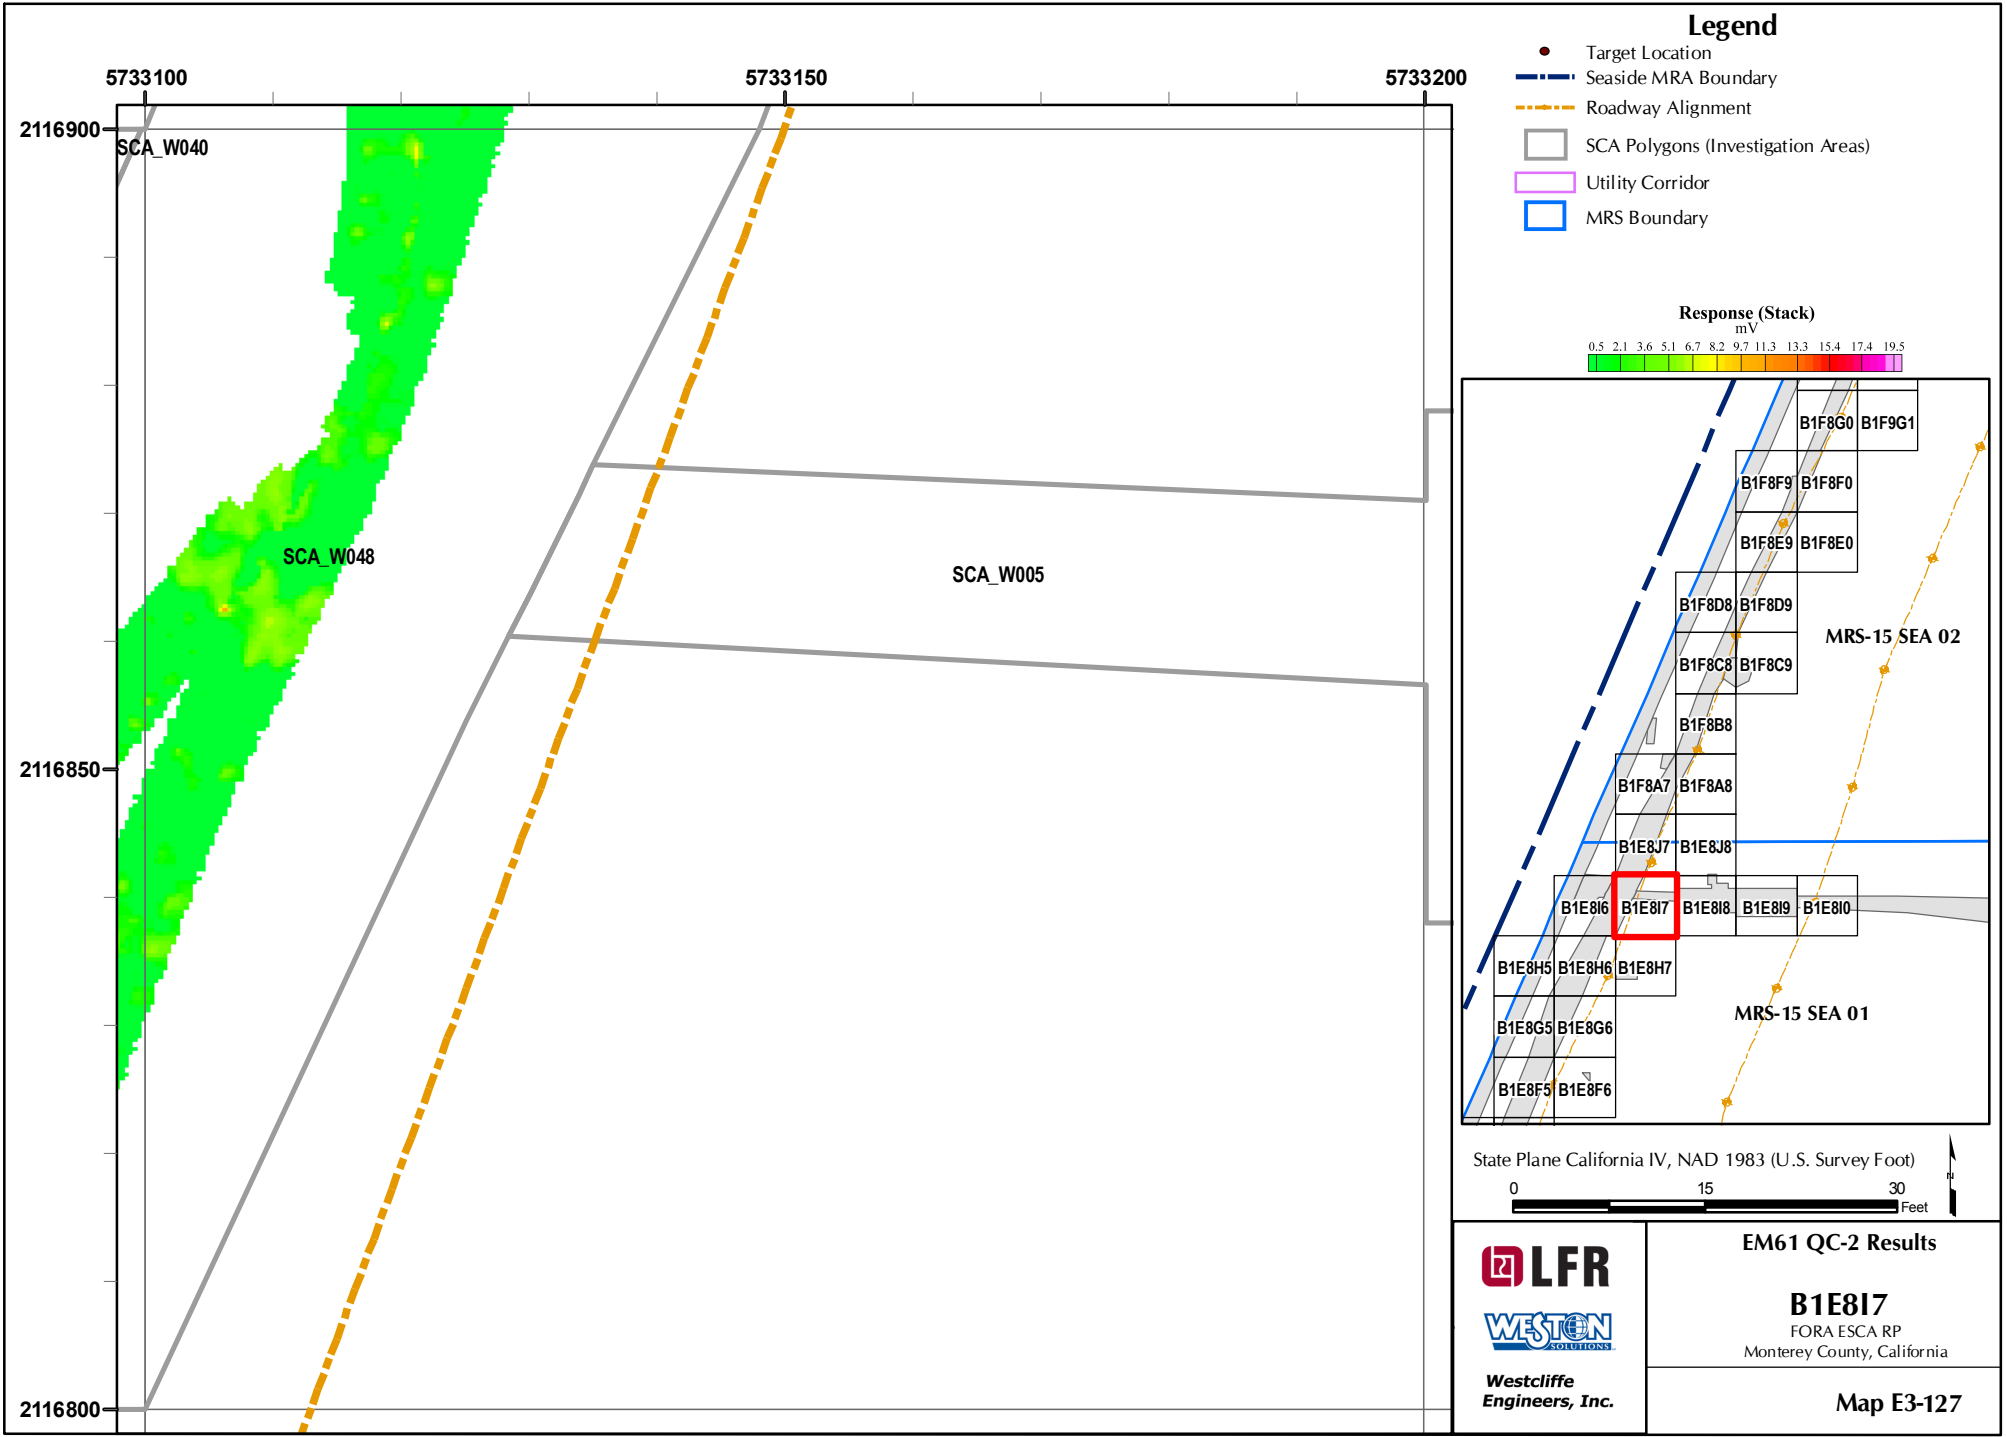 5733100
5733150
5733200
2116900
2116850
2116800
SCA_W040
SCA_W048
SCA_W005
Legend
Target Location
Seaside MRA Boundary
Roadway Alignment
SCA Polygons (Investigation Areas)
Utility Corridor
MRS Boundary
Response (Stack)
mV
0.5 2.1 3.6 5.1 6.7 8.2 9.7 11.3 13.3 15.4 17.4 19.5
B1F8G0 B1F9G1
B1F8F9 B1F8F0
B1F8E9 B1F8E0
B1F8D8 B1F8D9
MRS-15 SEA 02
B1F8C8 B1F8C9
B1F8B8
B1F8A7 B1F8A8
B1E8J7 B1E8J8
B1E8I6 B1E8I7 B1E8I8 B1E8I9 B1E8I0
B1E8H5 B1E8H6 B1E8H7
MRS-15 SEA 01
B1E8G5 B1E8G6
B1E8F5 B1E8F6
State Plane California IV, NAD 1983 (U.S. Survey Foot)
N
0 15 30
Feet
LFR
WESTON
SOLUTIONS
Westcliffe
Engineers, Inc.
EM61 QC-2 Results
B1E8I7
FORA ESCA RP
Monterey County, California
Map E3-127